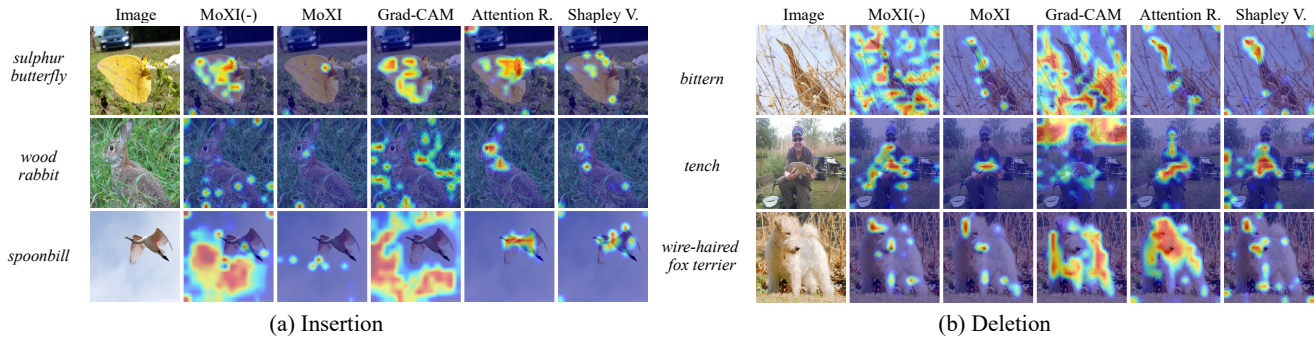 Image MoXI(-) MoXI Grad-CAM Attention R. Shapley V.
sulphur
butterfly
wood
rabbit
spoonbill
(a) Insertion
Image MoXI(-) MoXI Grad-CAM Attention R. Shapley V.
bittern
tench
wire-haired
fox terrier
(b) Deletion